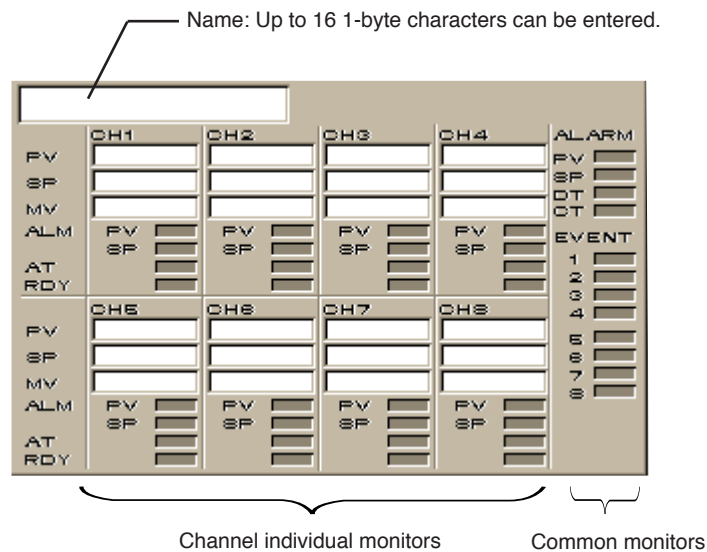 Name: Up to 16 1-byte characters can be entered.
CH1 CH2 CH3 CH4 ALARM
PV PV
SP SP
MV DT
CT
ALM PV PV PV PV EVENT
SP SP SP SP 1
AT 2
RDY 3
CH5 CH6 CH7 CH8 4
PV 5
SP 6
MV 7
8
ALM PV PV PV PV
SP SP SP SP
AT
RDY
Channel individual monitors Common monitors